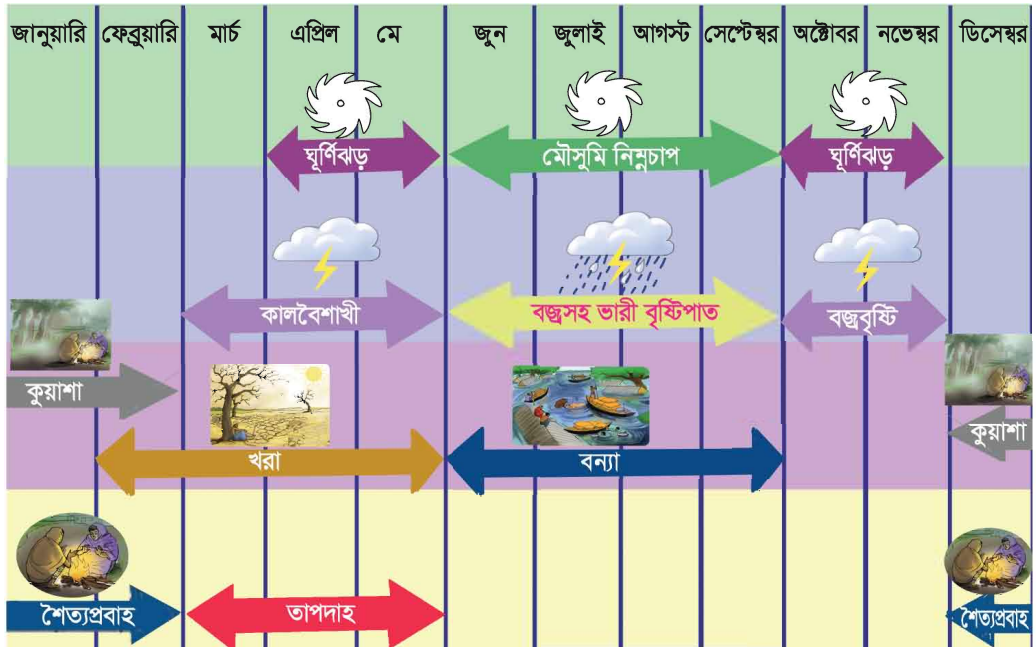 জানুয়ারি ফেব্রুয়ারি মার্চ এপ্রিল মে জুন জুলাই আগস্ট সেপ্টেম্বর অক্টোবর নভেম্বর ডিসেম্বর
ঘূর্ণিঝড় মৌসুমি নিম্নচাপ ঘূর্ণিঝড়
কালবৈশাখী বজ্রসহ ভারী বৃষ্টিপাত বজ্রবৃষ্টি
কুয়াশা কুয়াশা
খরা বন্যা
শৈত্যপ্রবাহ তাপদাহ শৈত্যপ্রবাহ